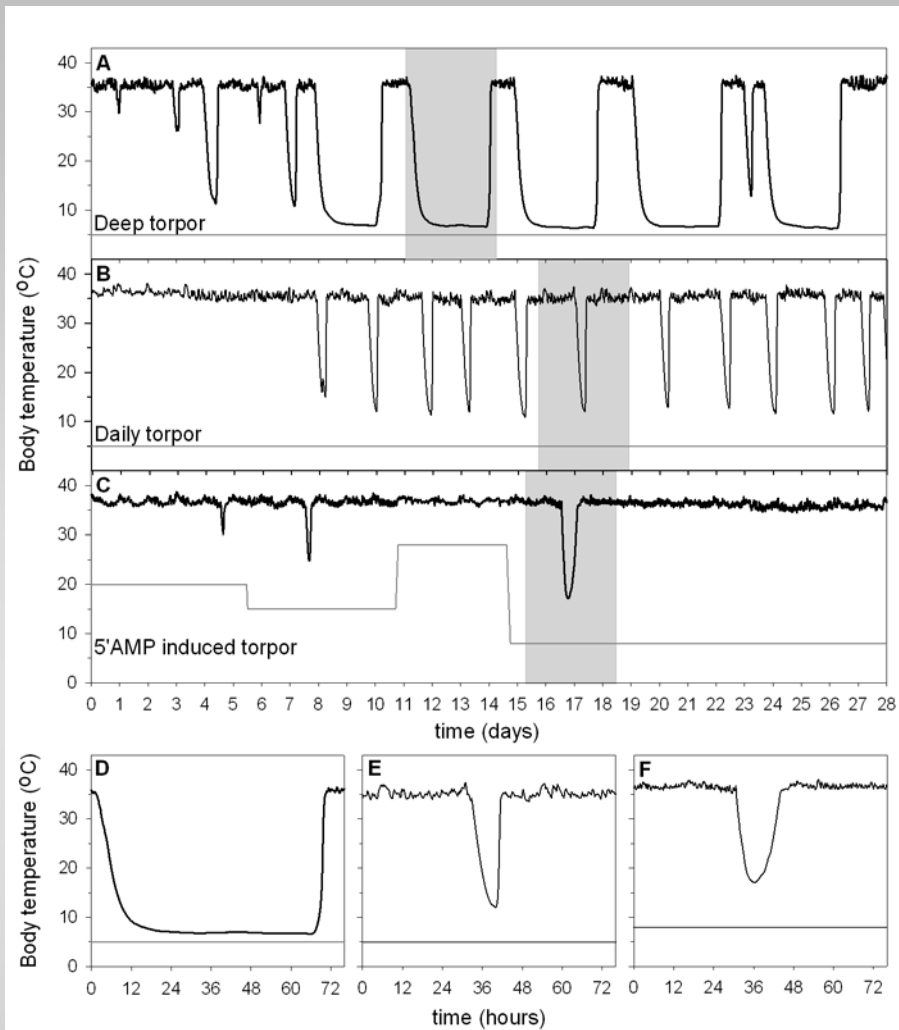 A
40
30
20
10
Deep torpor
B
40
30
20
10
Daily torpor
C
40
30
20
10
0
5'AMP induced torpor
Body temperature (ºC)
0 1 2 3 4 5 6 7 8 9 10 11 12 13 14 15 16 17 18 19 20 21 22 23 24 25 26 27 28
time (days)
D E F
40
30
20
10
0
Body temperature (ºC)
0 12 24 36 48 60 72 0 12 24 36 48 60 72 0 12 24 36 48 60 72
time (hours)